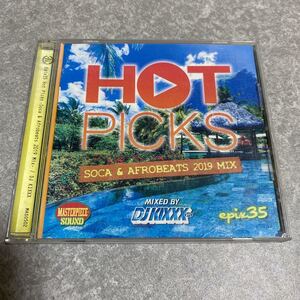 HOT
PICKS
SOCA & AFROBEATS 2019 MIX
MIXED BY
DJ KIXXX
MASTERPIECE
SOUND
epix35